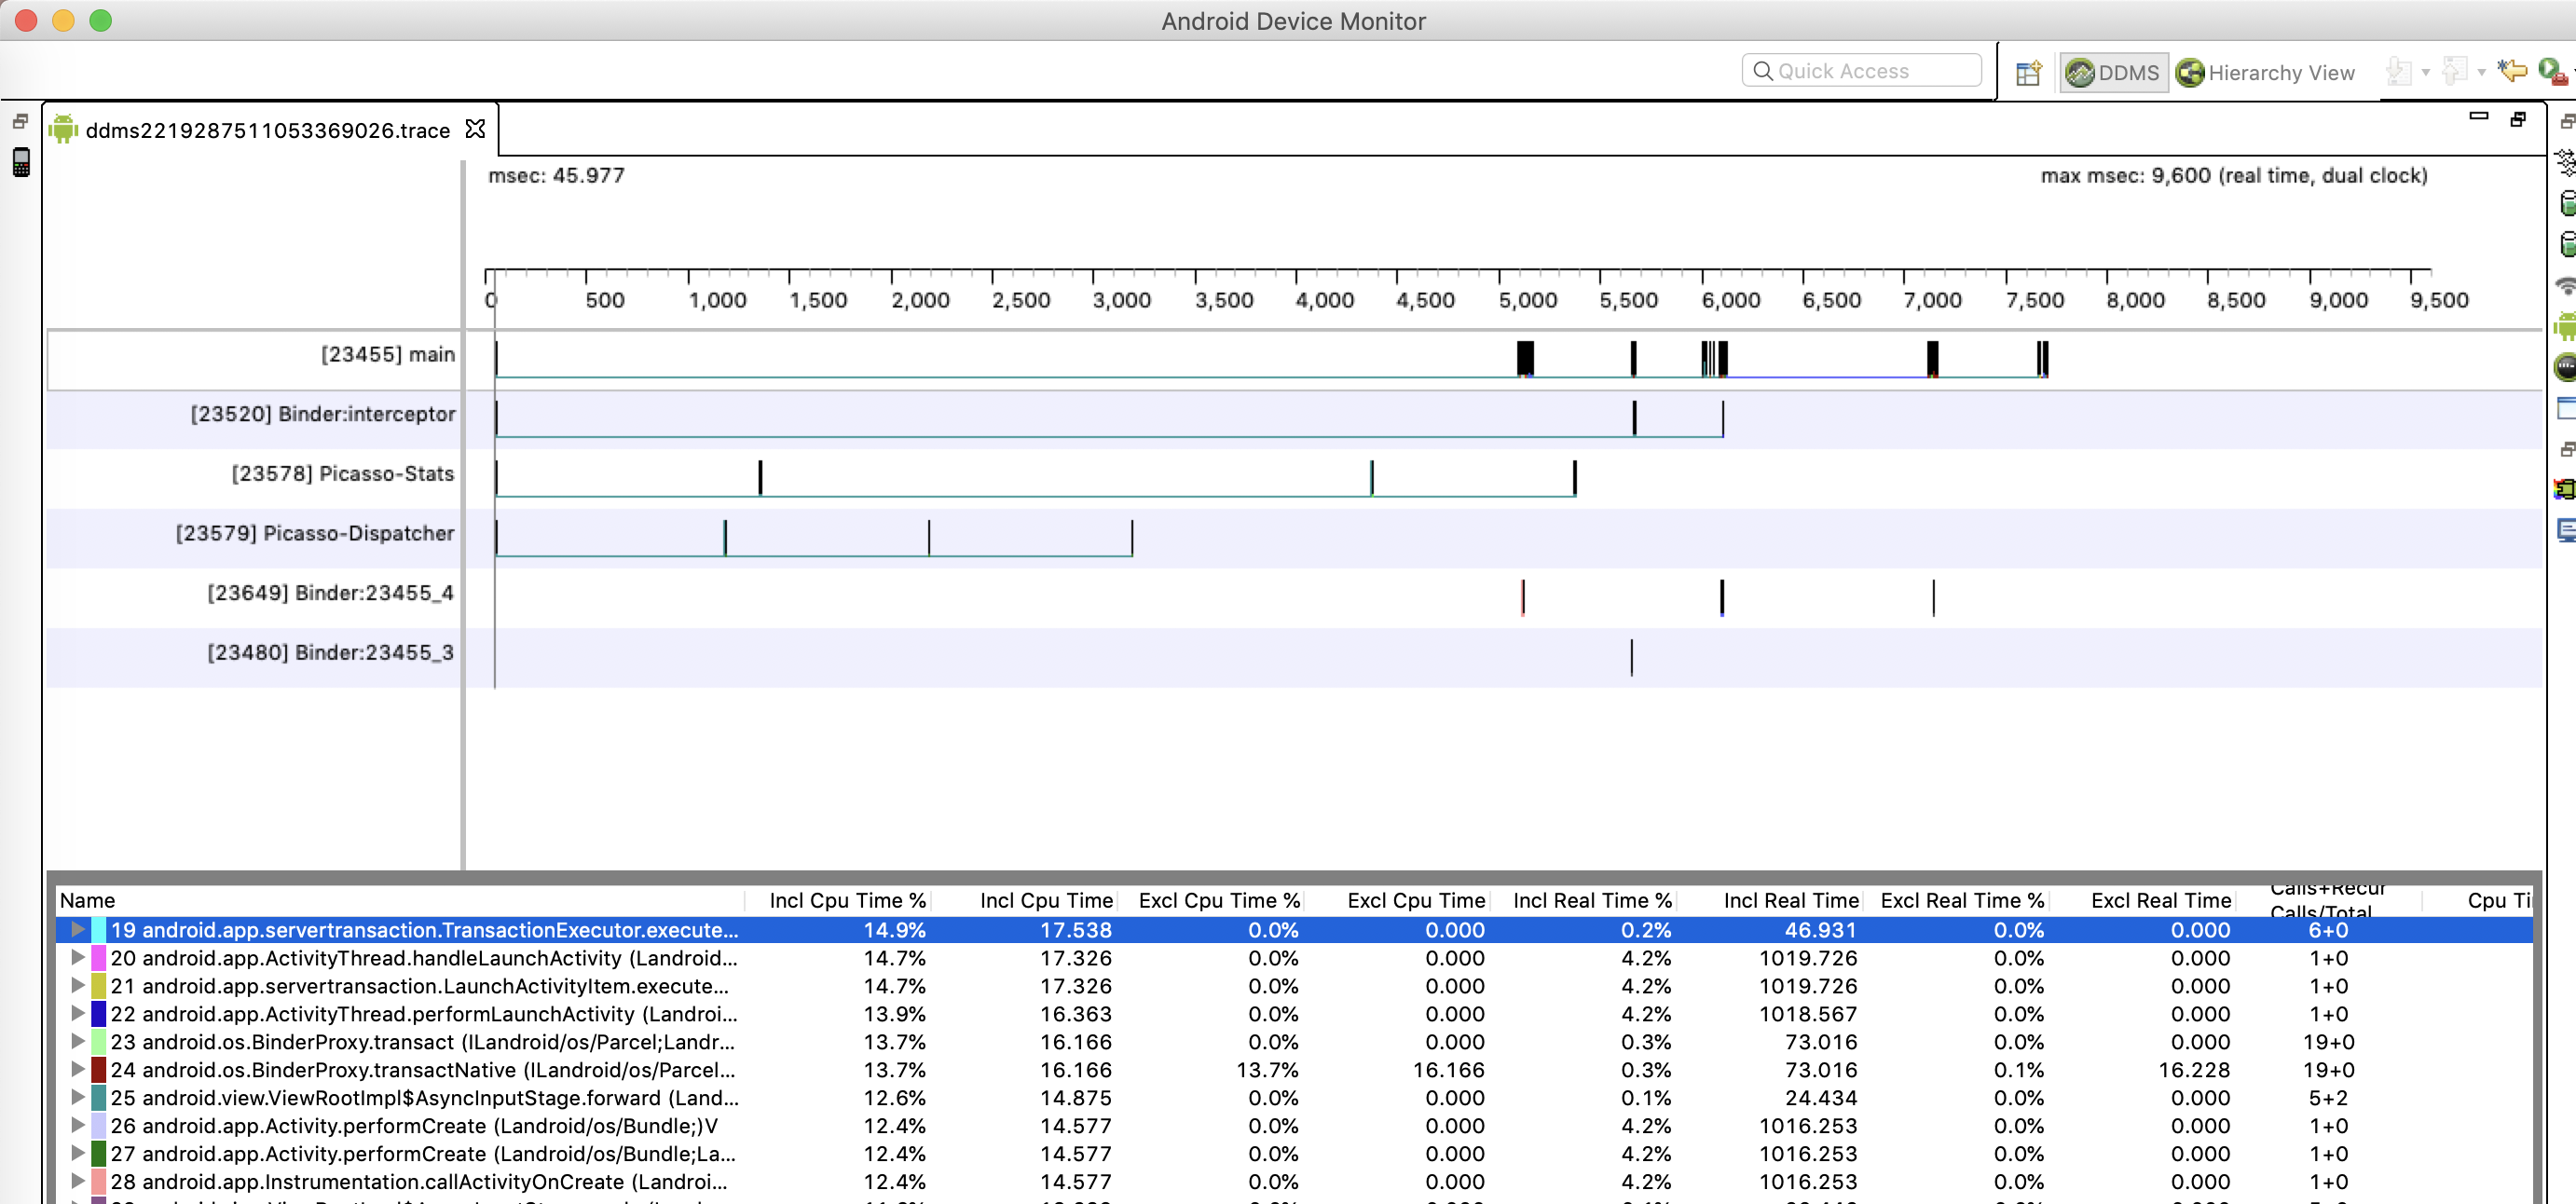 Android Device Monitor
Quick Access
DDMS
Hierarchy View
ddms2219287511053369026.trace
msec: 45.977
max msec: 9,600 (real time, dual clock)
0 500 1,000 1,500 2,000 2,500 3,000 3,500 4,000 4,500 5,000 5,500 6,000 6,500 7,000 7,500 8,000 8,500 9,000 9,500
[23455] main
[23520] Binder:interceptor
[23578] Picasso-Stats
[23579] Picasso-Dispatcher
[23649] Binder:23455_4
[23480] Binder:23455_3
Name Incl Cpu Time % Incl Cpu Time Excl Cpu Time % Excl Cpu Time Incl Real Time % Incl Real Time Excl Real Time % Excl Real Time Calls+Recur Calls/Total Cpu Ti
19 android.app.servertransaction.TransactionExecutor.execute... 14.9% 17.538 0.0% 0.000 0.2% 46.931 0.0% 0.000 6+0
20 android.app.ActivityThread.handleLaunchActivity (Landroid... 14.7% 17.326 0.0% 0.000 4.2% 1019.726 0.0% 0.000 1+0
21 android.app.servertransaction.LaunchActivityItem.execute... 14.7% 17.326 0.0% 0.000 4.2% 1019.726 0.0% 0.000 1+0
22 android.app.ActivityThread.performLaunchActivity (Landroi... 13.9% 16.363 0.0% 0.000 4.2% 1018.567 0.0% 0.000 1+0
23 android.os.BinderProxy.transact (ILandroid/os/Parcel;Landr... 13.7% 16.166 0.0% 0.000 0.3% 73.016 0.0% 0.000 19+0
24 android.os.BinderProxy.transactNative (ILandroid/os/Parcel... 13.7% 16.166 13.7% 16.166 0.3% 73.016 0.1% 16.228 19+0
25 android.view.ViewRootImpl$AsyncInputStage.forward (Land... 12.6% 14.875 0.0% 0.000 0.1% 24.434 0.0% 0.000 5+2
26 android.app.Activity.performCreate (Landroid/os/Bundle;)V 12.4% 14.577 0.0% 0.000 4.2% 1016.253 0.0% 0.000 1+0
27 android.app.Activity.performCreate (Landroid/os/Bundle;La... 12.4% 14.577 0.0% 0.000 4.2% 1016.253 0.0% 0.000 1+0
28 android.app.Instrumentation.callActivityOnCreate (Landroi... 12.4% 14.577 0.0% 0.000 4.2% 1016.253 0.0% 0.000 1+0